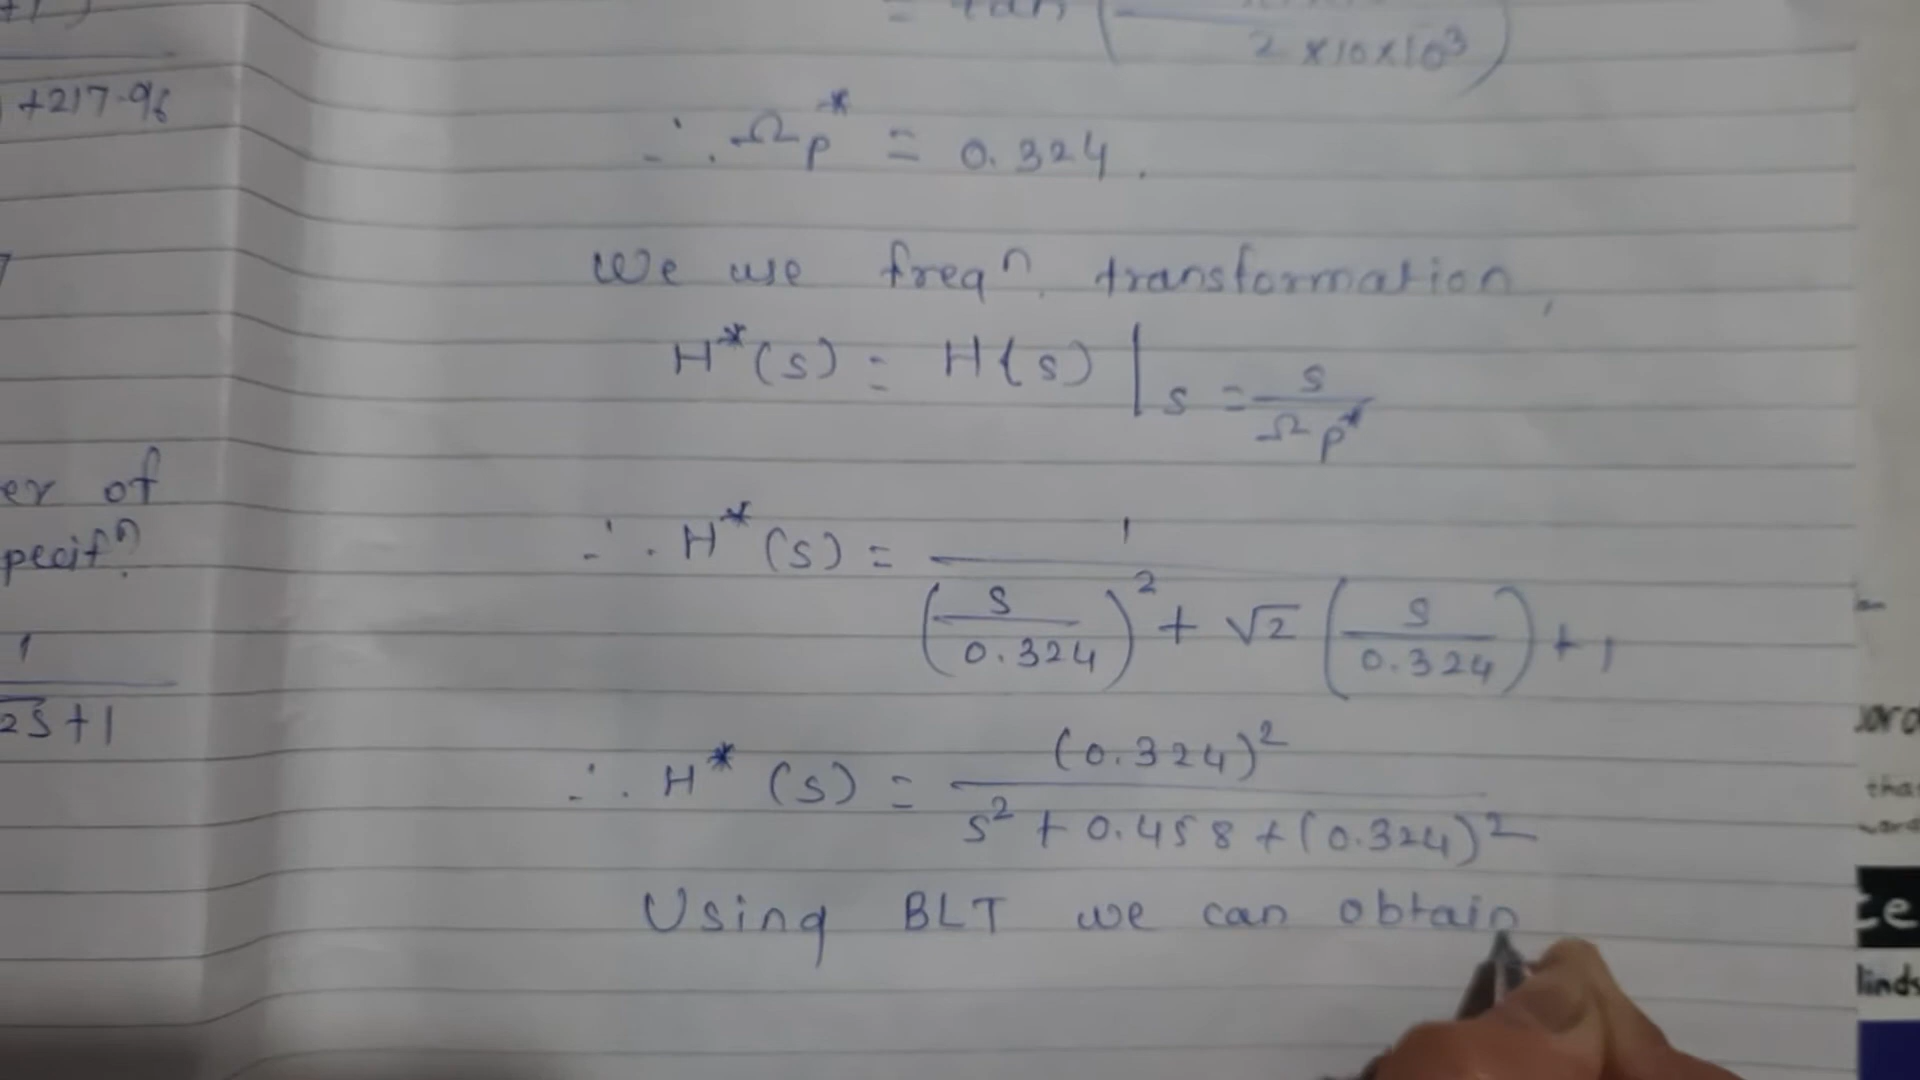 +217.96
= tan (
2 × 10 × 10³ )
∴ Ωp* = 0.324.
We use freqⁿ. transformation,
H*(s) = H(s) | s = s / Ωp*
er of
pecifⁿ.
∴ H*(s) = 1 / (s / 0.324)² + √2 (s / 0.324) + 1
1
2s+1
∴ H*(s) = (0.324)² / s² + 0.458 + (0.324)²
Using BLT we can obtain
tha
linds